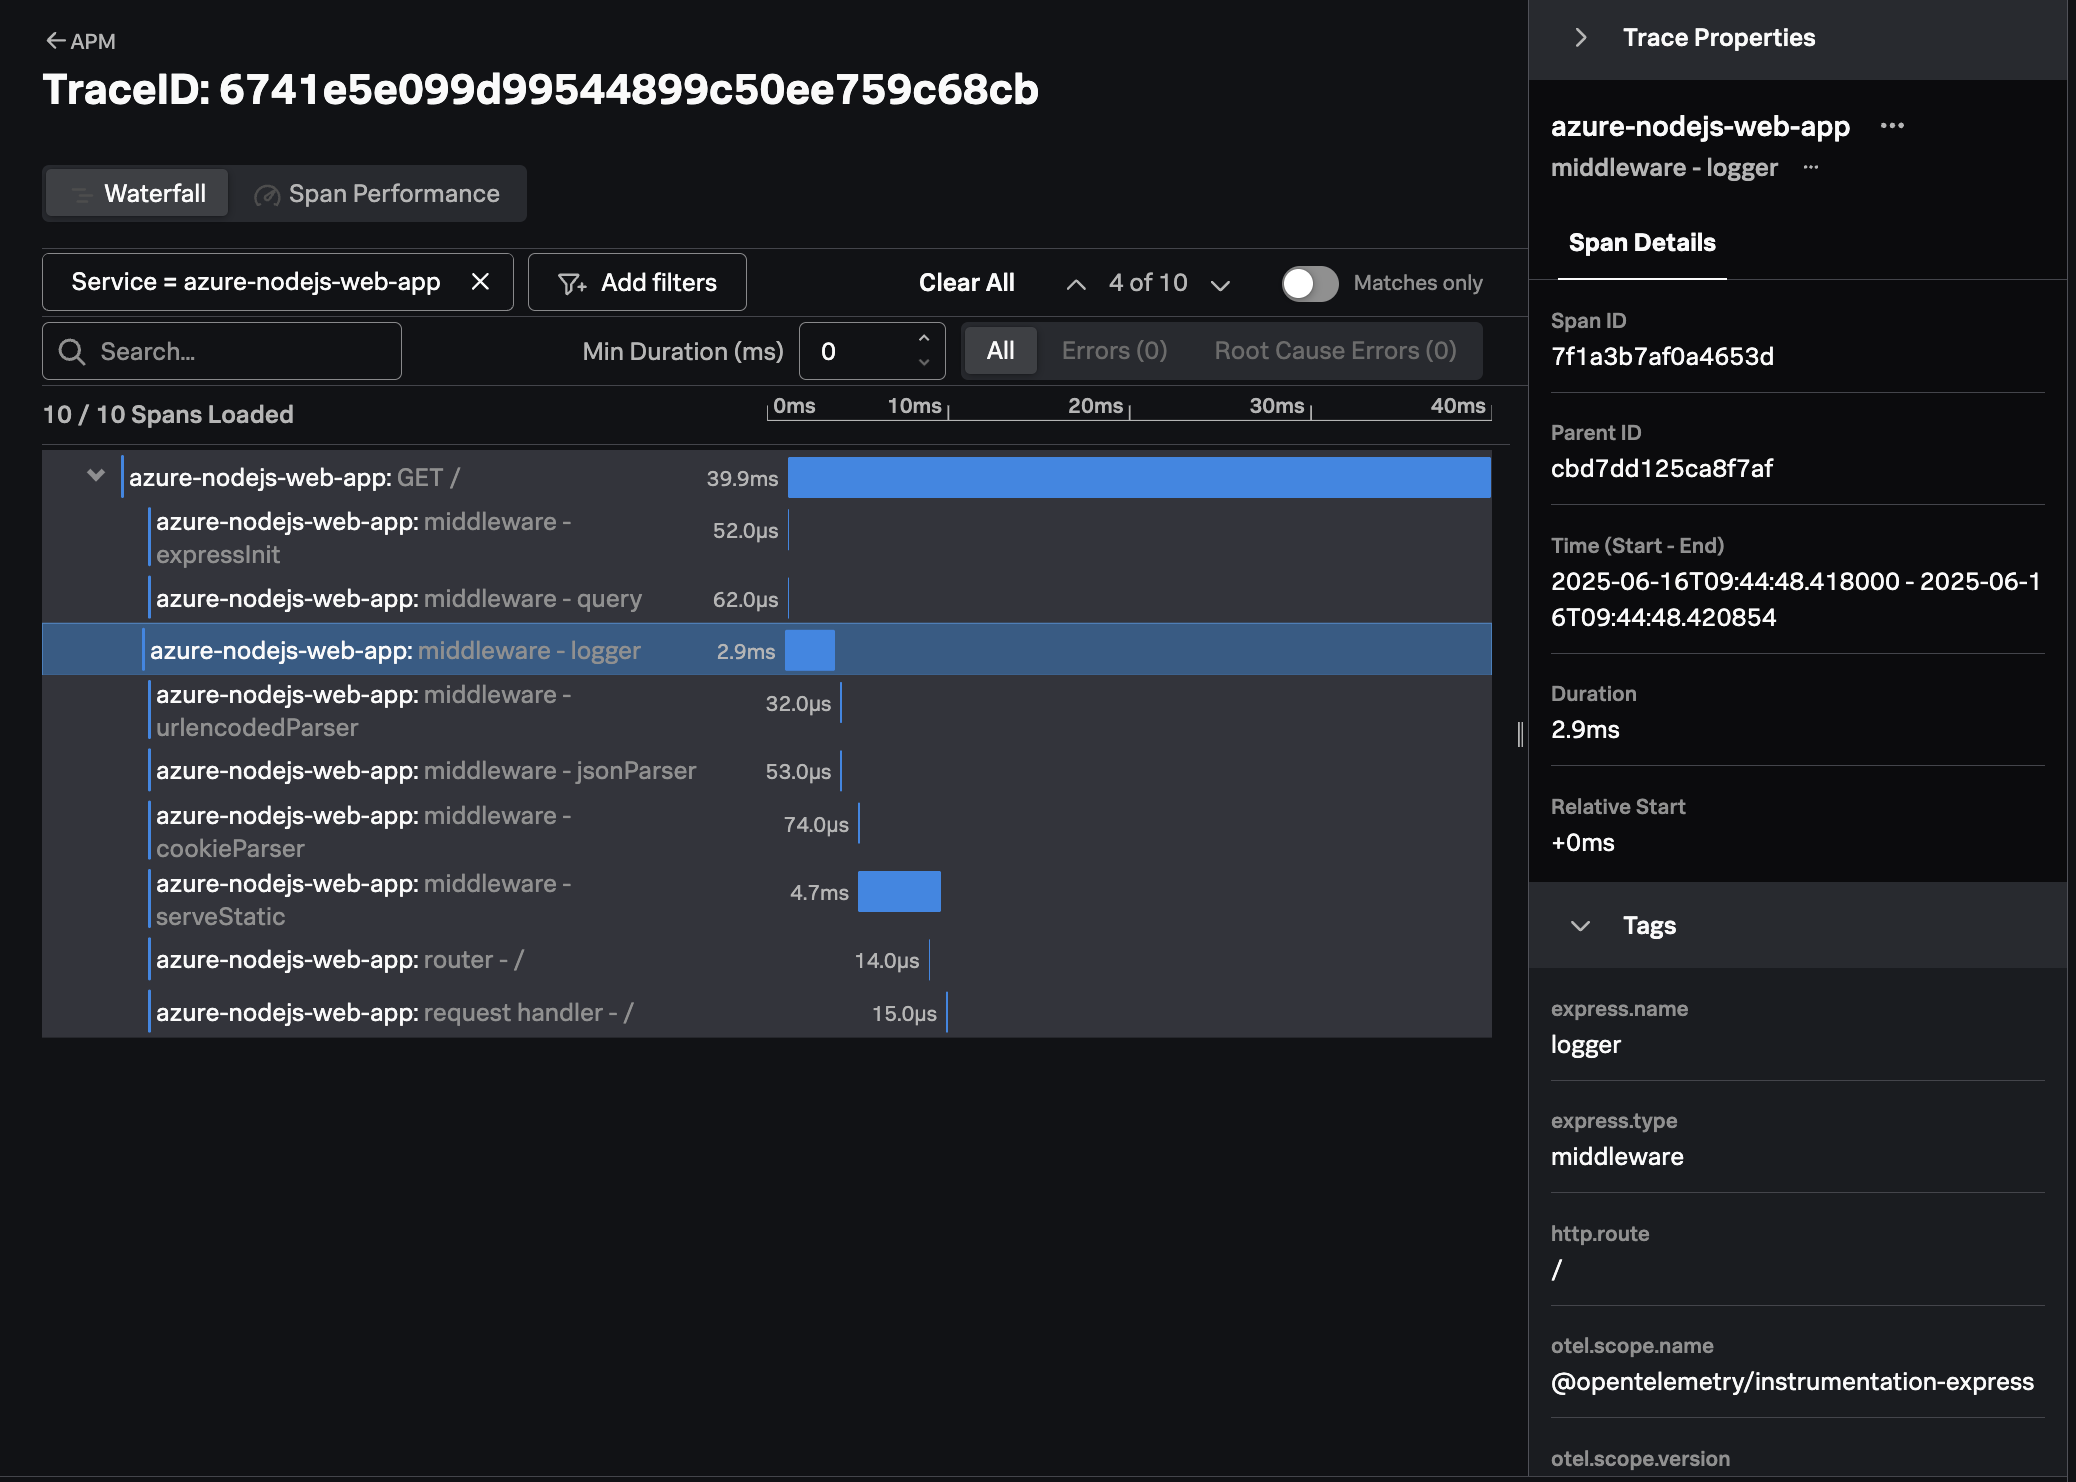 APM
TraceID: 6741e5e099d99544899c50ee759c68cb
Waterfall
Span Performance
Service = azure-nodejs-web-app
Add filters
Clear All
4 of 10
Matches only
Search...
Min Duration (ms)
0
All
Errors (0)
Root Cause Errors (0)
10 / 10 Spans Loaded
0ms 10ms 20ms 30ms 40ms
azure-nodejs-web-app: GET / 39.9ms
azure-nodejs-web-app: middleware - 52.0µs
expressInit
azure-nodejs-web-app: middleware - query 62.0µs
azure-nodejs-web-app: middleware - logger 2.9ms
azure-nodejs-web-app: middleware - 32.0µs
urlencodedParser
azure-nodejs-web-app: middleware - jsonParser 53.0µs
azure-nodejs-web-app: middleware - 74.0µs
cookieParser
azure-nodejs-web-app: middleware - 4.7ms
serveStatic
azure-nodejs-web-app: router - / 14.0µs
azure-nodejs-web-app: request handler - / 15.0µs
Trace Properties
azure-nodejs-web-app ...
middleware - logger ...
Span Details
Span ID
7f1a3b7af0a4653d
Parent ID
cbd7dd125ca8f7af
Time (Start - End)
2025-06-16T09:44:48.418000 - 2025-06-1
6T09:44:48.420854
Duration
2.9ms
Relative Start
+0ms
Tags
express.name
logger
express.type
middleware
http.route
/
otel.scope.name
@opentelemetry/instrumentation-express
otel.scope.version